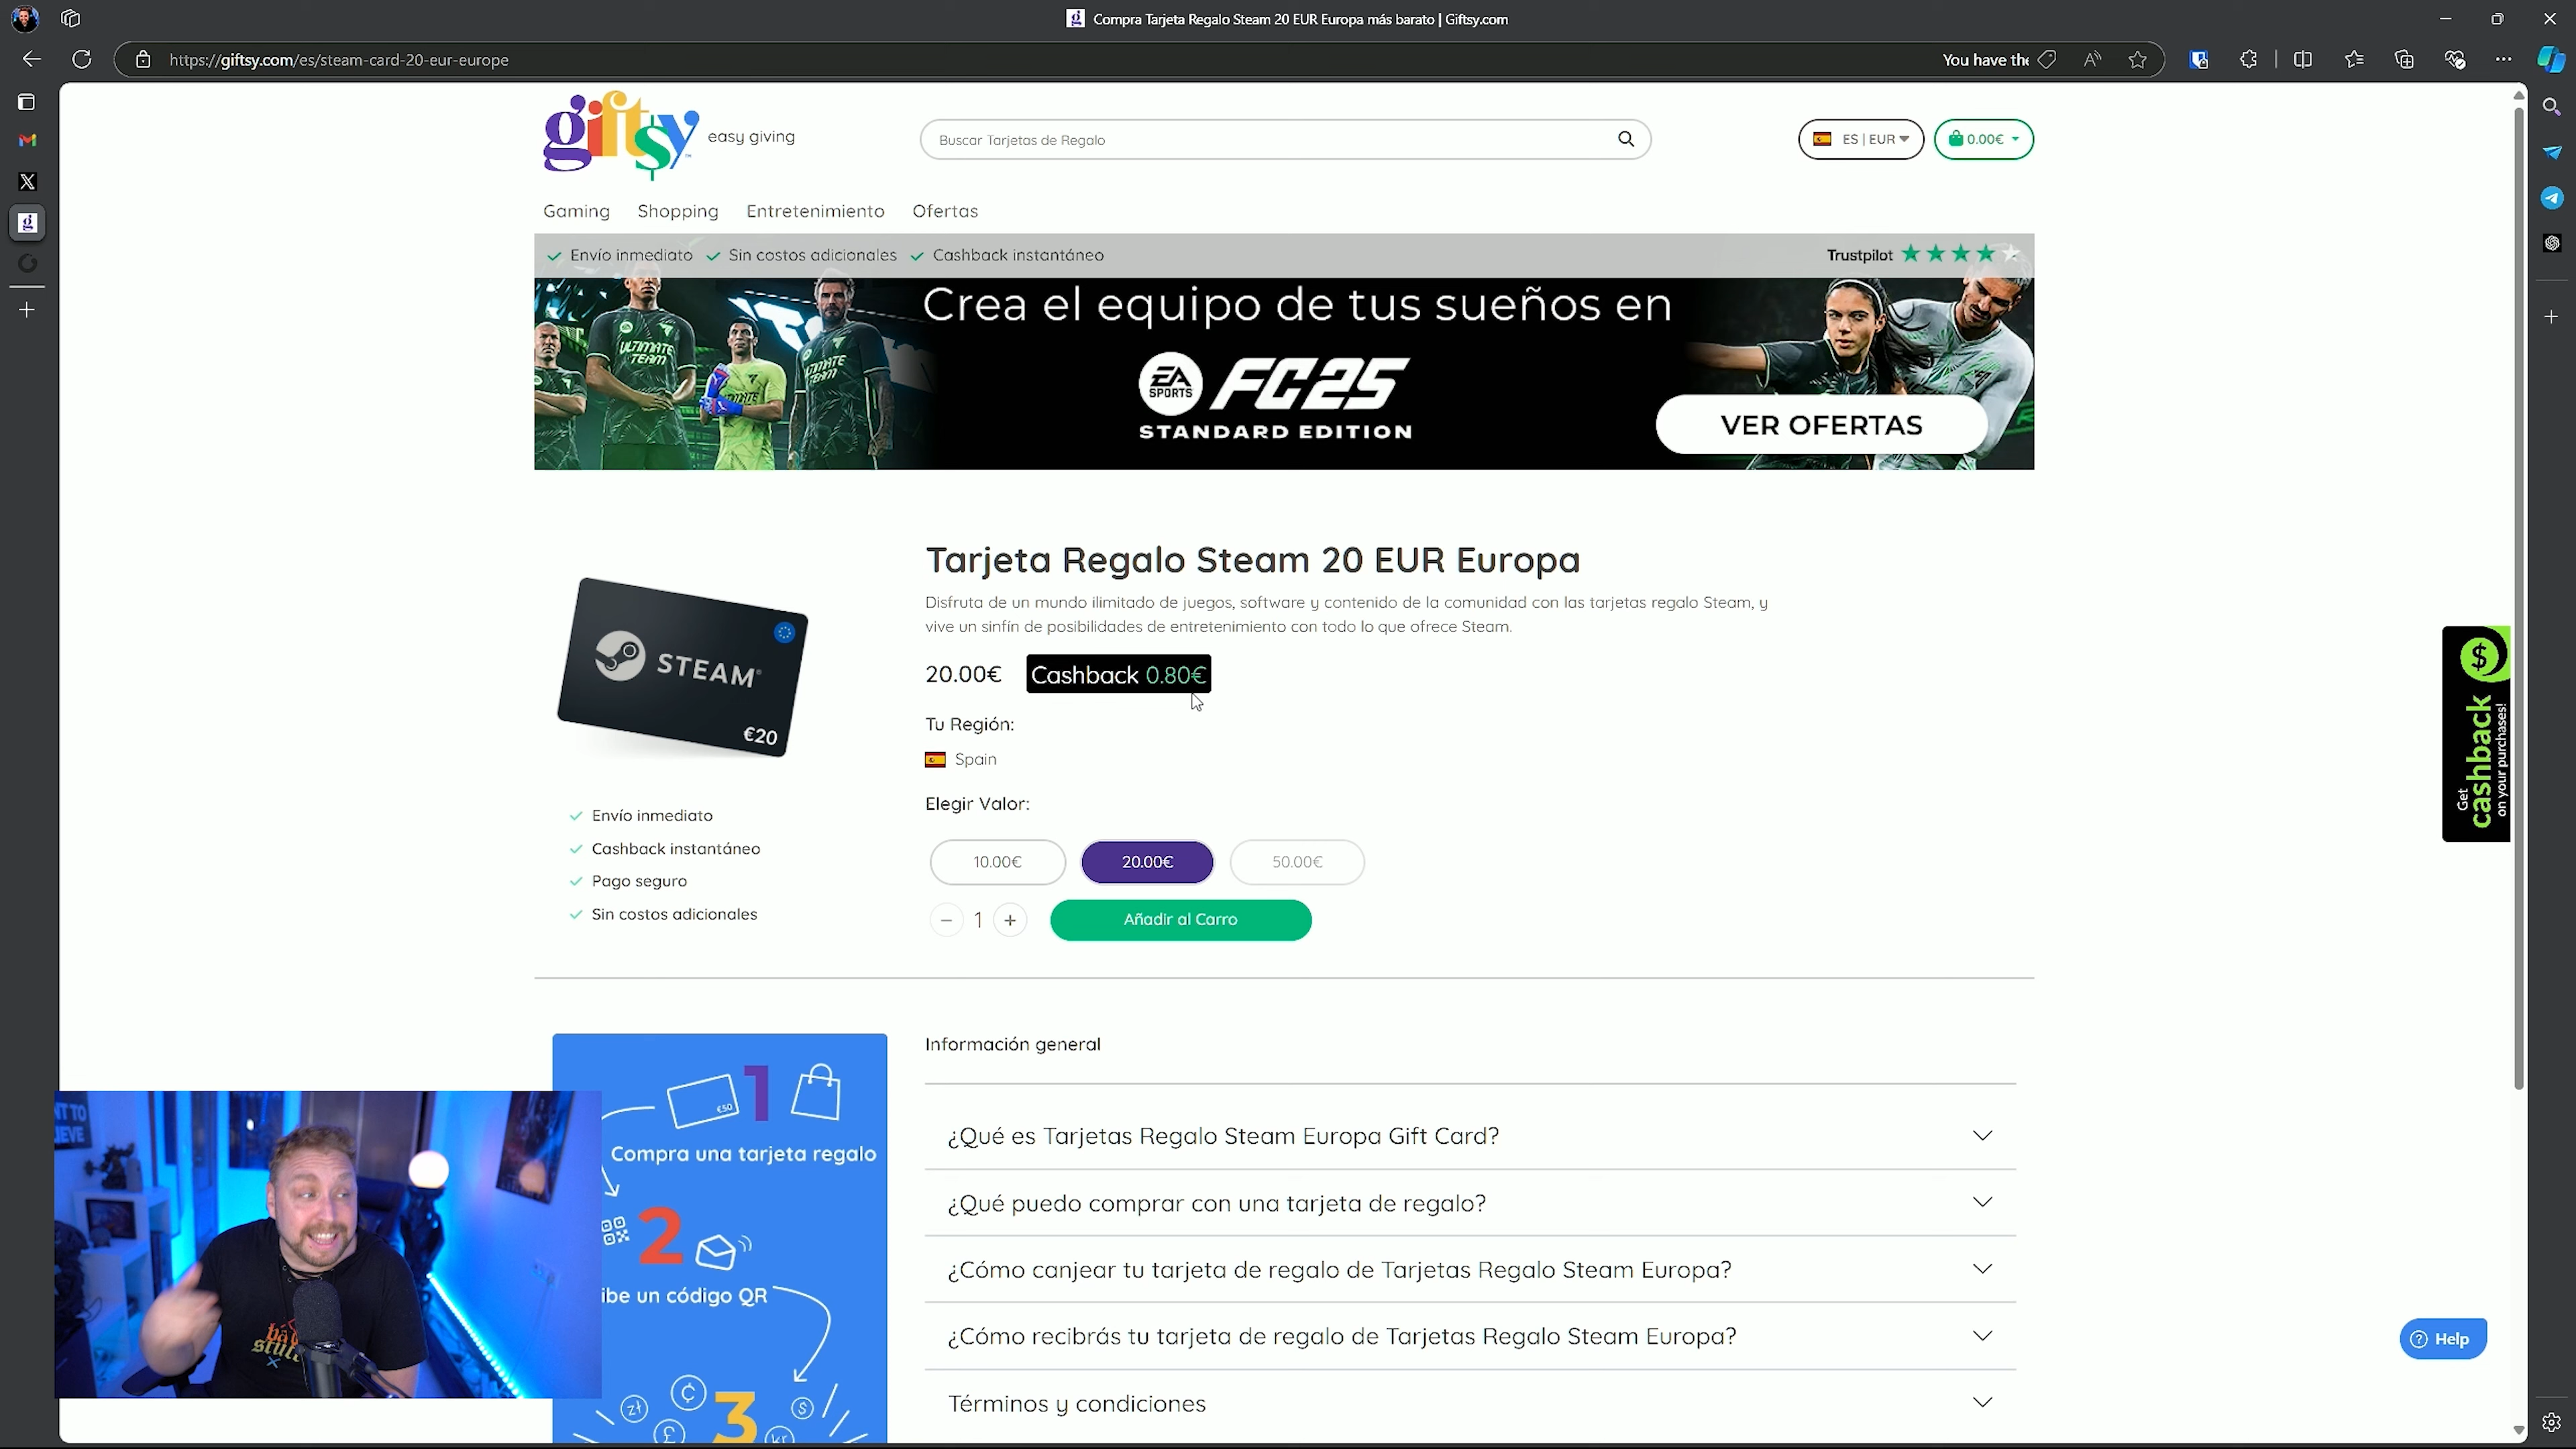 Compra Tarjeta Regalo Steam 20 EUR Europa más barato | Giftsy.com
https://giftsy.com/es/steam-card-20-eur-europe
You have the
giftsy easy giving
Buscar Tarjetas de Regalo
ES | EUR
0.00€
Gaming Shopping Entretenimiento Ofertas
Envío inmediato Sin costos adicionales Cashback instantáneo
Trustpilot
Crea el equipo de tus sueños en
EA SPORTS FC25
STANDARD EDITION
VER OFERTAS
ULTIMATE TEAM
ULTIMATE TEAM
Tarjeta Regalo Steam 20 EUR Europa
Disfruta de un mundo ilimitado de juegos, software y contenido de la comunidad con las tarjetas regalo Steam, y
vive un sinfín de posibilidades de entretenimiento con todo lo que ofrece Steam.
STEAM
€20
20.00€ Cashback 0.80€
Tu Región:
Spain
Elegir Valor:
10.00€ 20.00€ 50.00€
1 Añadir al Carro
Envío inmediato
Cashback instantáneo
Pago seguro
Sin costos adicionales
Get
cashback
on your purchases!
Información general
¿Qué es Tarjetas Regalo Steam Europa Gift Card?
¿Qué puedo comprar con una tarjeta de regalo?
¿Cómo canjear tu tarjeta de regalo de Tarjetas Regalo Steam Europa?
¿Cómo recibrás tu tarjeta de regalo de Tarjetas Regalo Steam Europa?
Términos y condiciones
€50
1
Compra una tarjeta regalo
2
ibe un código QR
3
zł ¢ $
£ kr
Help